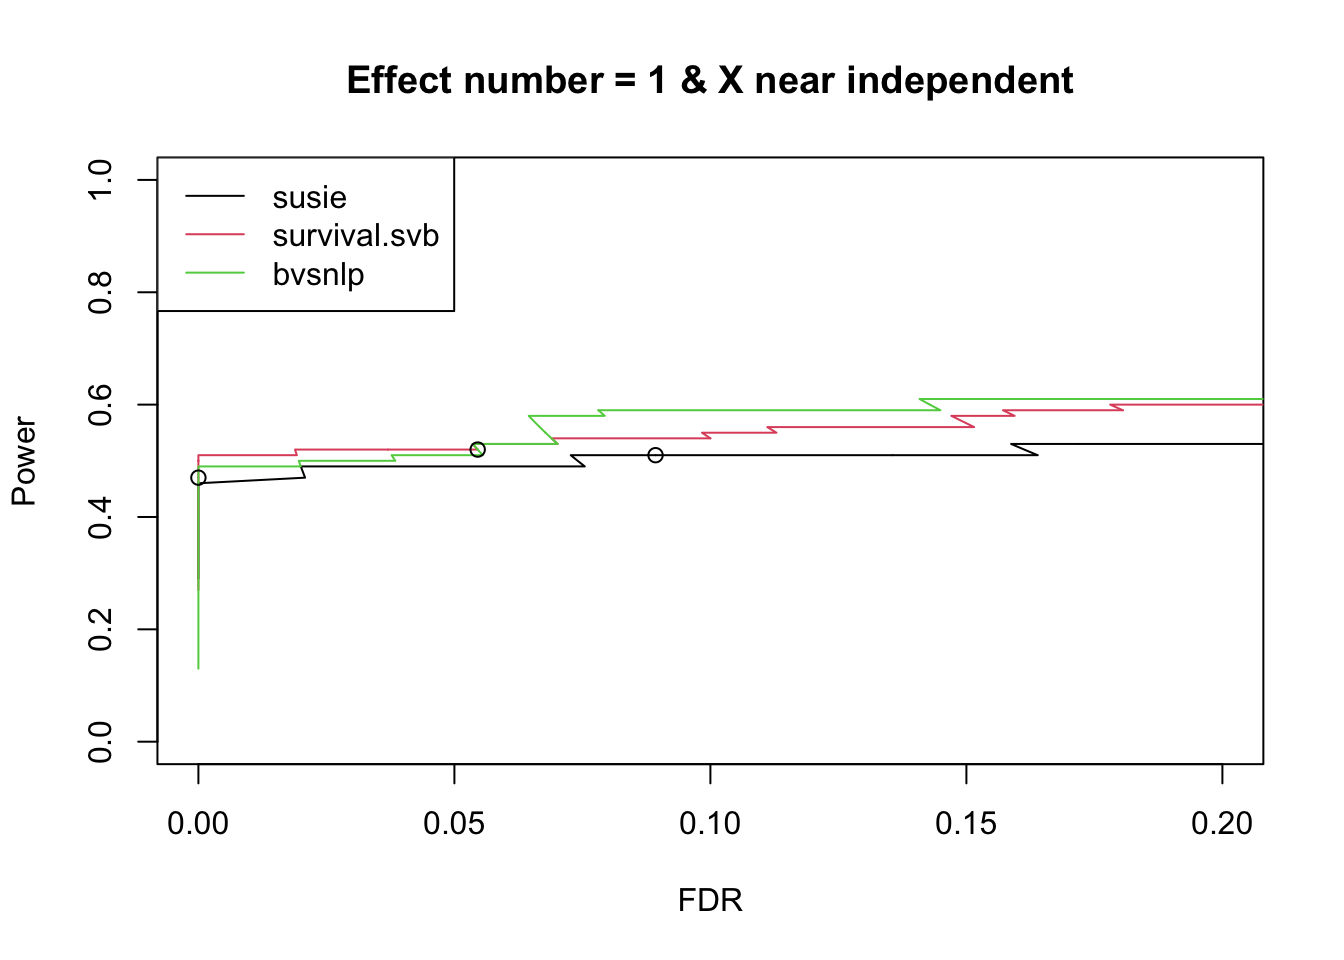 Effect number = 1 & X near independent
susie
survival.svb
bvsnlp
Power
1.0
0.8
0.6
0.4
0.2
0.0
0.00 0.05 0.10 0.15 0.20
FDR